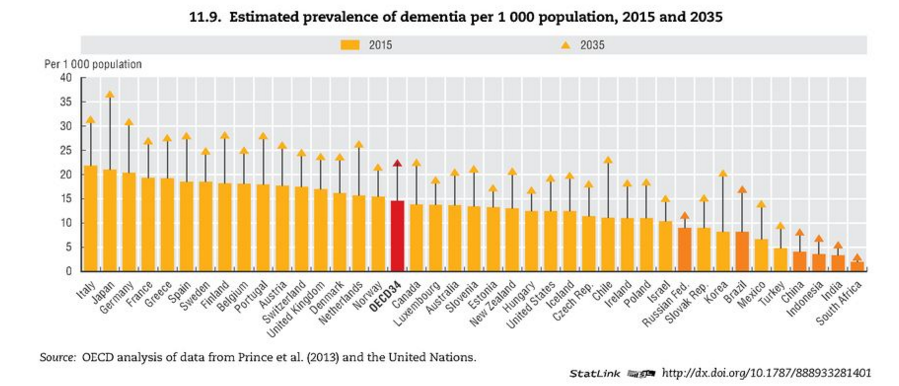 11.9. Estimated prevalence of dementia per 1 000 population, 2015 and 2035
2015 2035
Per 1 000 population
40
35
30
25
20
15
10
5
0
Italy
Japan
Germany
France
Greece
Spain
Sweden
Finland
Belgium
Portugal
Austria
Switzerland
United Kingdom
Denmark
Netherlands
Norway
OECD34
Canada
Luxembourg
Australia
Slovenia
Estonia
New Zealand
Hungary
United States
Iceland
Czech Rep.
Chile
Ireland
Poland
Israel
Russian Fed.
Slovak Rep.
Korea
Brazil
Mexico
Turkey
China
Indonesia
India
South Africa
Source: OECD analysis of data from Prince et al. (2013) and the United Nations.
StatLink http://dx.doi.org/10.1787/888933281401